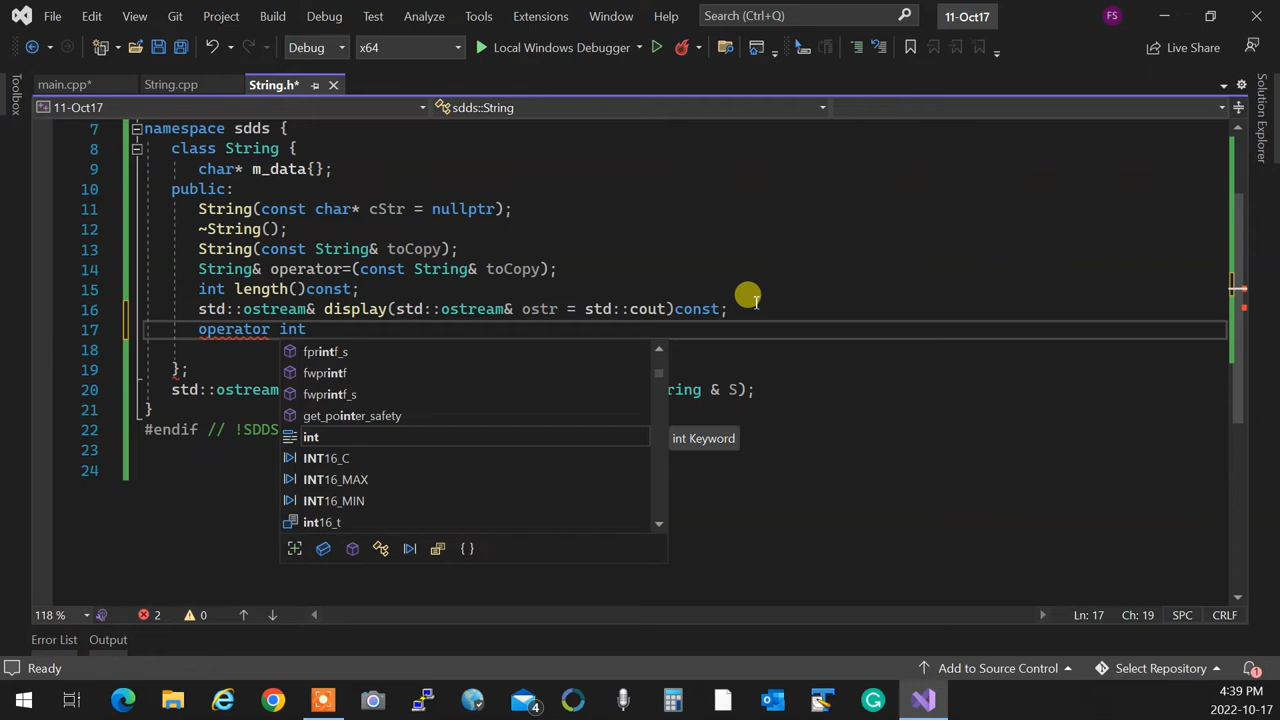 File Edit View Git Project Build Debug Test Analyze Tools Extensions Window Help Search (Ctrl+Q) 11-Oct17 FS
Debug x64 Local Windows Debugger Live Share
main.cpp* String.cpp String.h*
11-Oct17 sdds::String
Toolbox
Solution Explorer
7 namespace sdds {
8 class String {
9 char* m_data{};
10 public:
11 String(const char* cStr = nullptr);
12 ~String();
13 String(const String& toCopy);
14 String& operator=(const String& toCopy);
15 int length()const;
16 std::ostream& display(std::ostream& ostr = std::cout)const;
17 operator int
18
19 };
20 std::ostream ring & S);
21 }
22 #endif // !SDDS
23
24
fprintf_s
fwprintf
fwprintf_s
get_pointer_safety
int
int Keyword
INT16_C
INT16_MAX
INT16_MIN
int16_t
118 % 2 0 Ln: 17 Ch: 19 SPC CRLF
Error List Output
Ready Add to Source Control Select Repository 1
4 4:39 PM
2022-10-17